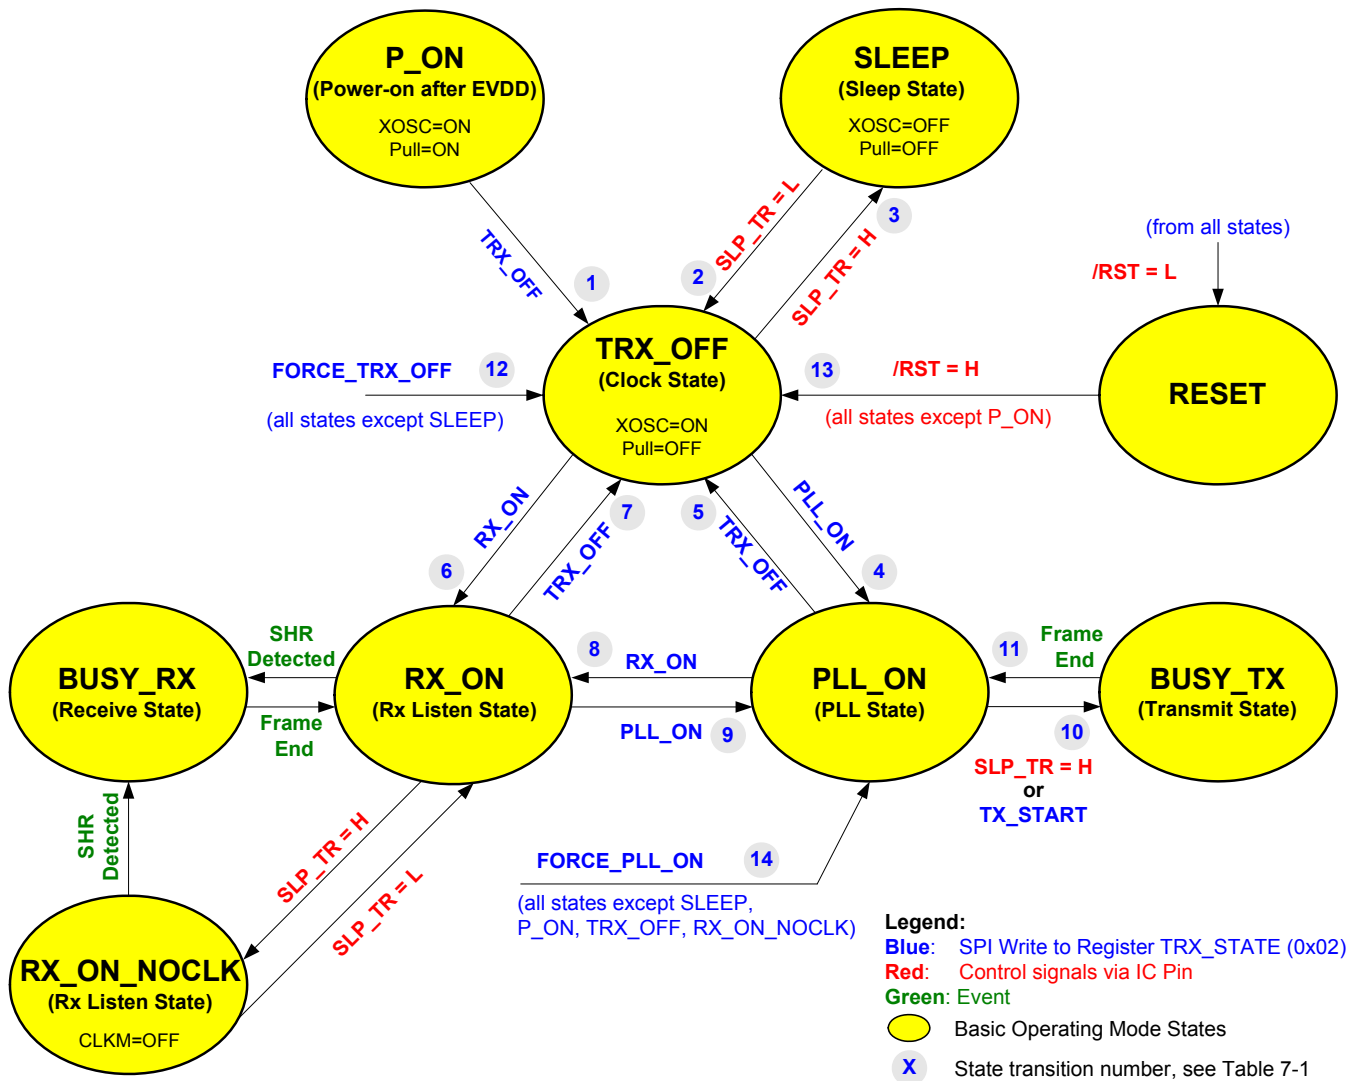 P_ON
(Power-on after EVDD)
XOSC=ON
Pull=ON
SLEEP
(Sleep State)
XOSC=OFF
Pull=OFF
TRX_OFF
1
SLP_TR = L
2
SLP_TR = H
3
(from all states)
/RST = L
FORCE_TRX_OFF
12
(all states except SLEEP)
TRX_OFF
(Clock State)
XOSC=ON
Pull=OFF
13
/RST = H
(all states except P_ON)
RESET
RX_ON
6
TRX_OFF
7
5
TRX_OFF
PLL_ON
4
BUSY_RX
(Receive State)
SHR
Detected
Frame
End
RX_ON
(Rx Listen State)
8
RX_ON
PLL_ON
9
PLL_ON
(PLL State)
11
Frame
End
10
SLP_TR = H
or
TX_START
BUSY_TX
(Transmit State)
SHR
Detected
SLP_TR = H
SLP_TR = L
FORCE_PLL_ON
14
(all states except SLEEP,
P_ON, TRX_OFF, RX_ON_NOCLK)
RX_ON_NOCLK
(Rx Listen State)
CLKM=OFF
Legend:
Blue: SPI Write to Register TRX_STATE (0x02)
Red: Control signals via IC Pin
Green: Event
Basic Operating Mode States
X State transition number, see Table 7-1